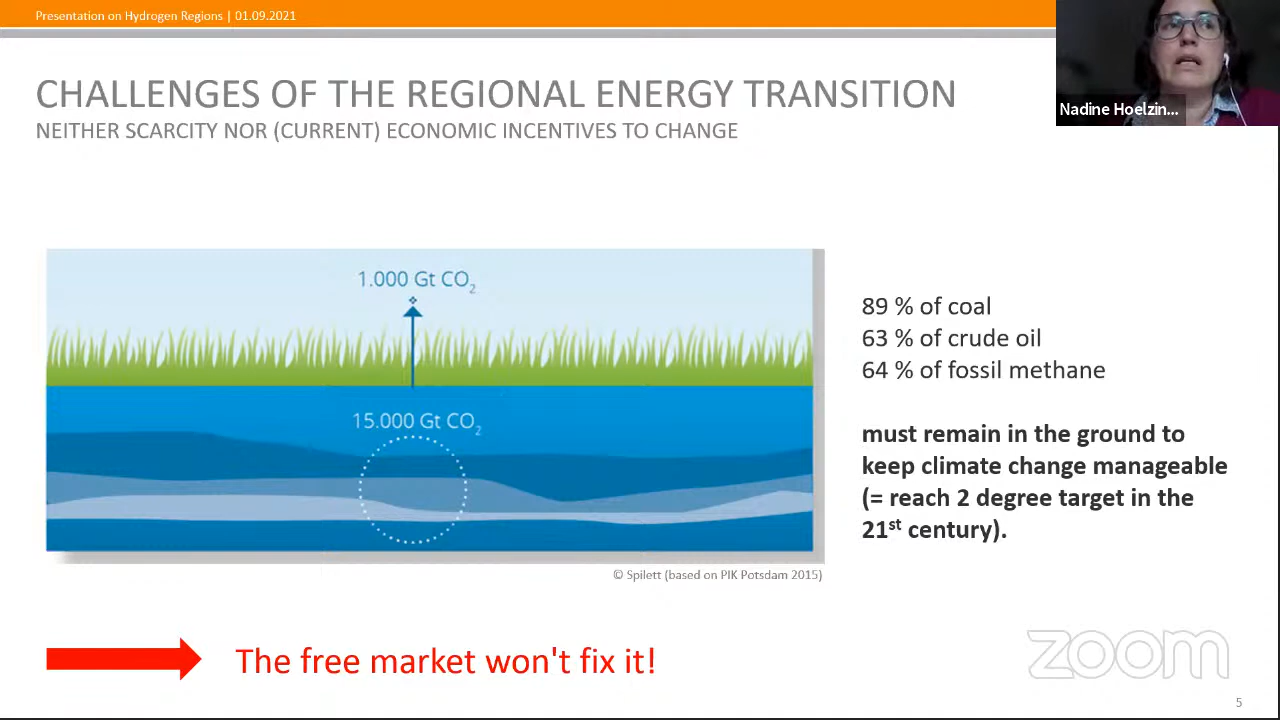 Presentation on Hydrogen Regions | 01.09.2021
CHALLENGES OF THE REGIONAL ENERGY TRANSITION
NEITHER SCARCITY NOR (CURRENT) ECONOMIC INCENTIVES TO CHANGE
Nadine Hoelzin...
1.000 Gt CO₂
15.000 Gt CO₂
89 % of coal
63 % of crude oil
64 % of fossil methane
must remain in the ground to
keep climate change manageable
(= reach 2 degree target in the
21st century).
© Spilett (based on PIK Potsdam 2015)
The free market won't fix it!
zoom
5